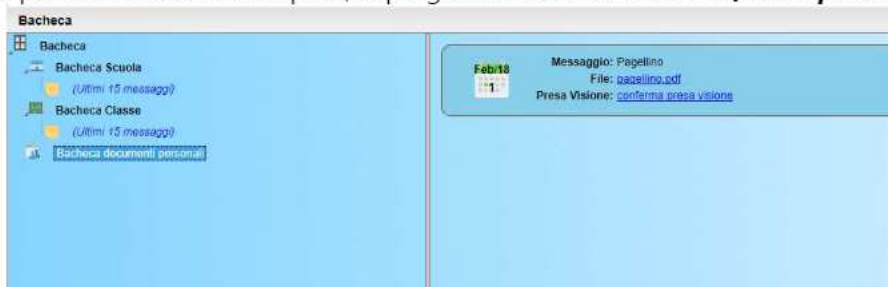 Bacheca
Bacheca
Bacheca Scuola
(Ultimi 15 messaggi)
Bacheca Classe
(Ultimi 15 messaggi)
Bacheca documenti personali
Feb/18
1
Messaggio: Pagellino
File: pagellino.pdf
Presa Visione: conferma presa visione